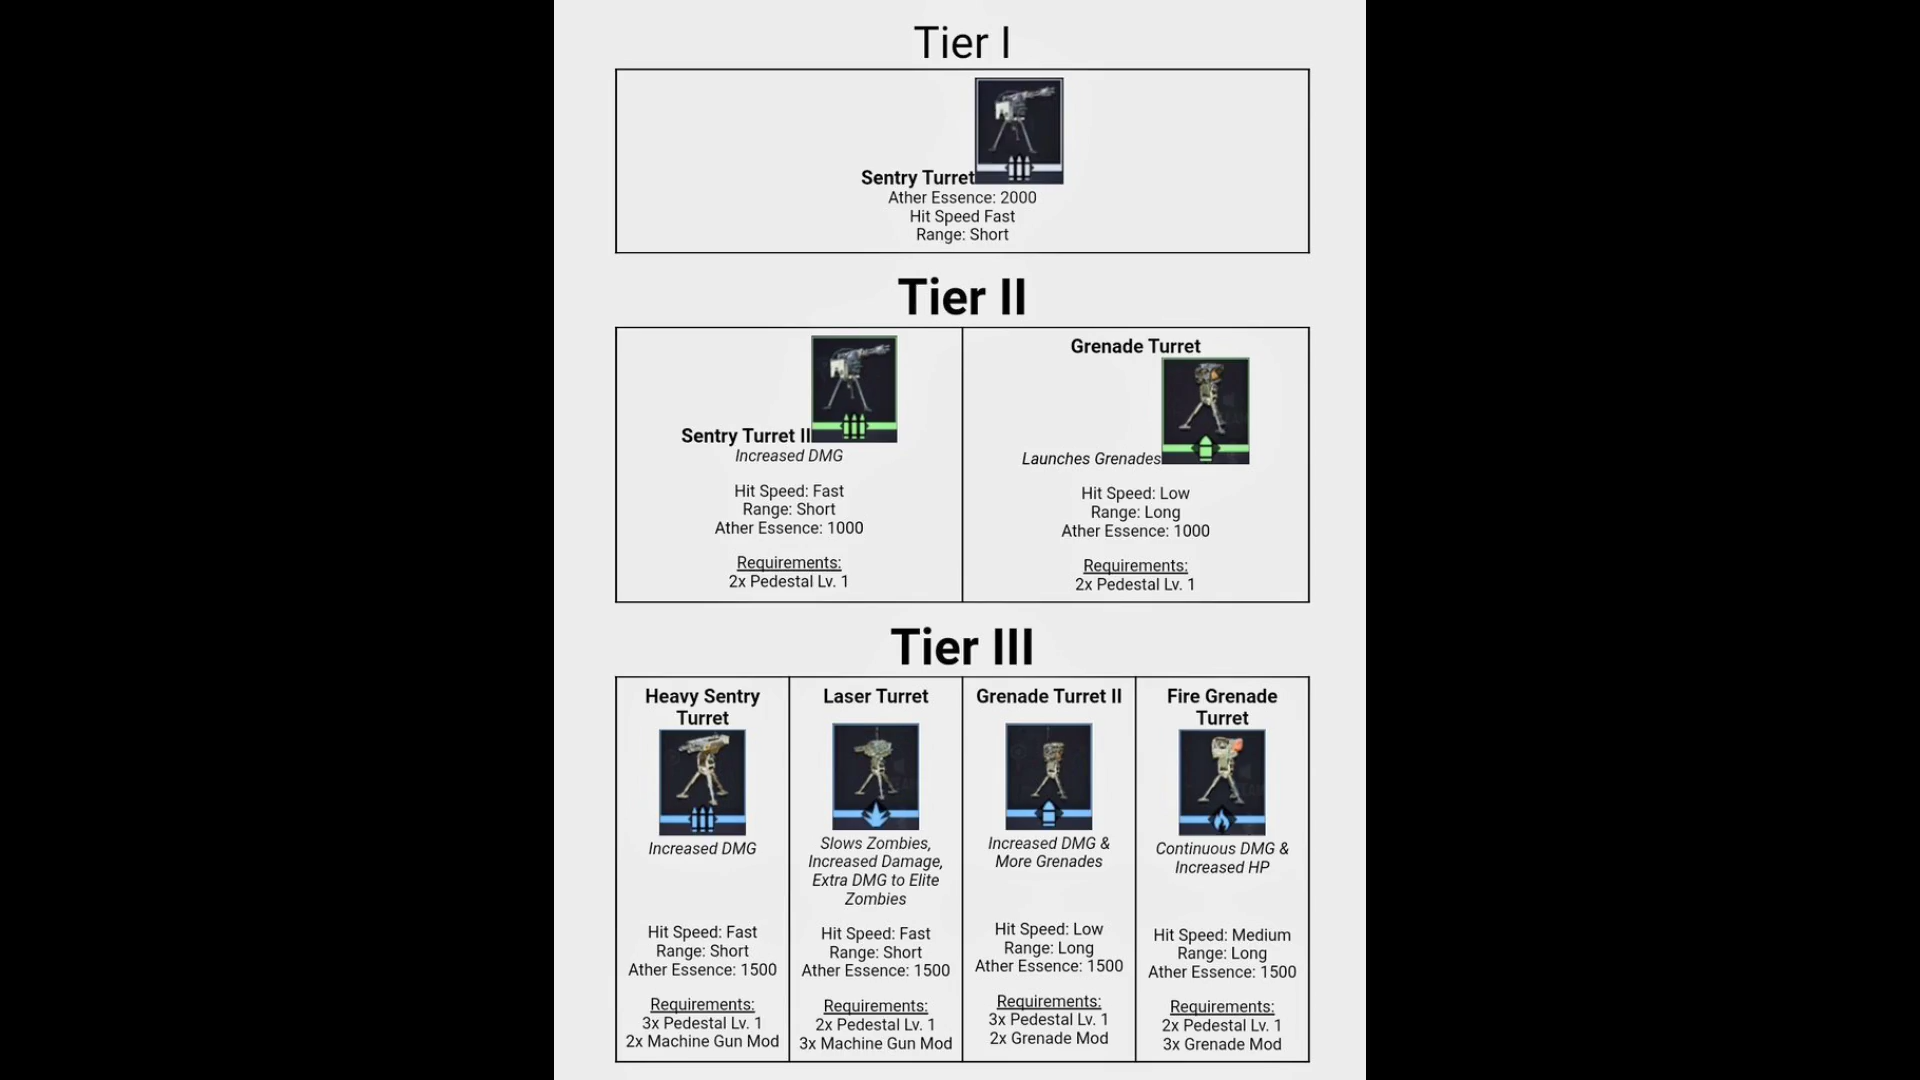 Tier I
Sentry Turret
Ather Essence: 2000
Hit Speed Fast
Range: Short
Tier II
Sentry Turret II
Increased DMG
Hit Speed: Fast
Range: Short
Ather Essence: 1000
Requirements:
2x Pedestal Lv. 1
Grenade Turret
Launches Grenades
Hit Speed: Low
Range: Long
Ather Essence: 1000
Requirements:
2x Pedestal Lv. 1
Tier III
Heavy Sentry
Turret
Increased DMG
Hit Speed: Fast
Range: Short
Ather Essence: 1500
Requirements:
3x Pedestal Lv. 1
2x Machine Gun Mod
Laser Turret
Slows Zombies,
Increased Damage,
Extra DMG to Elite
Zombies
Hit Speed: Fast
Range: Short
Ather Essence: 1500
Requirements:
2x Pedestal Lv. 1
3x Machine Gun Mod
Grenade Turret II
Increased DMG &
More Grenades
Hit Speed: Low
Range: Long
Ather Essence: 1500
Requirements:
3x Pedestal Lv. 1
2x Grenade Mod
Fire Grenade
Turret
Continuous DMG &
Increased HP
Hit Speed: Medium
Range: Long
Ather Essence: 1500
Requirements:
2x Pedestal Lv. 1
3x Grenade Mod